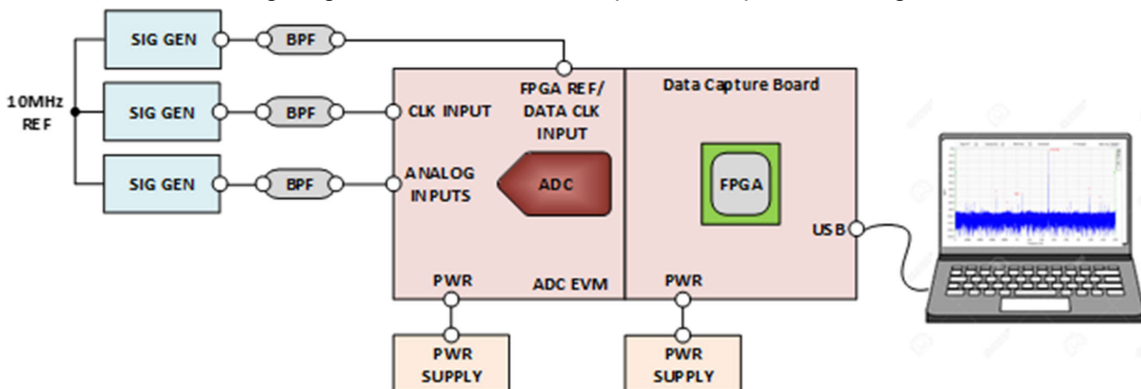 SIG GEN
BPF
10MHz
REF
SIG GEN
BPF
SIG GEN
BPF
CLK INPUT
ANALOG
INPUTS
FPGA REF/
DATA CLK
INPUT
ADC
PWR
ADC EVM
Data Capture Board
FPGA
USB
PWR
PWR
SUPPLY
PWR
SUPPLY